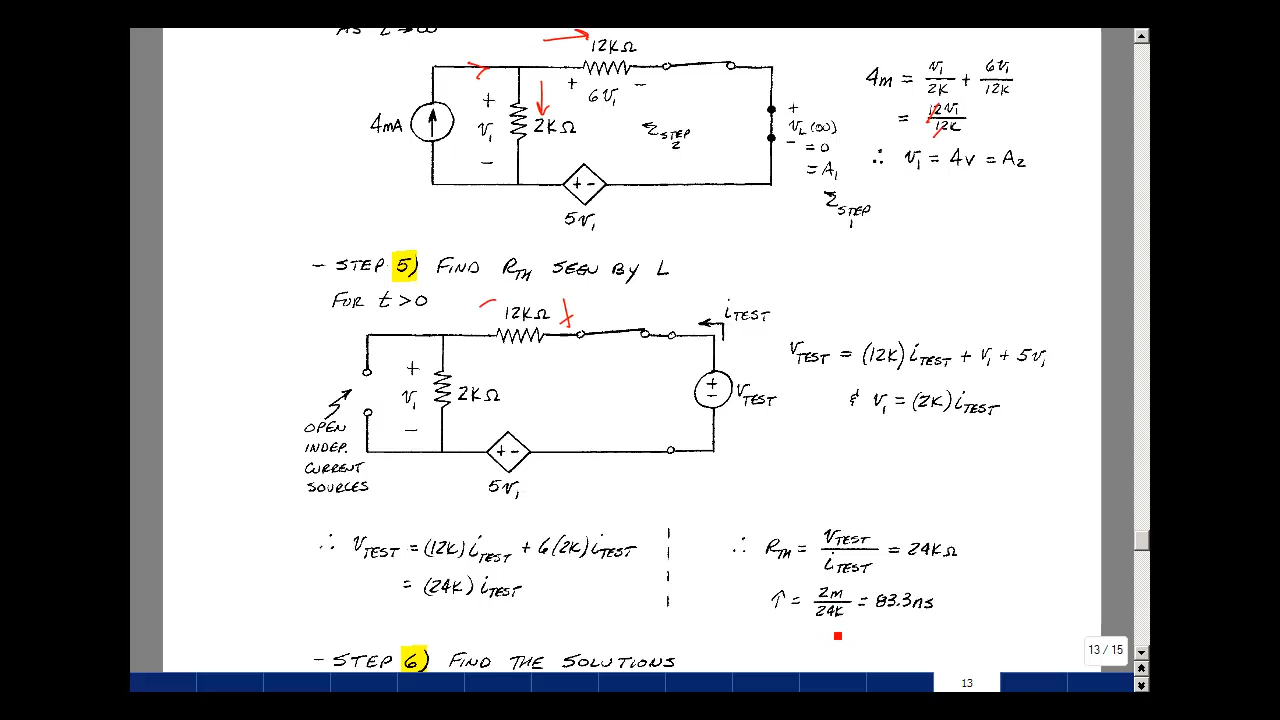 AS t→∞
12KΩ
+ 6V₁ −
4mA
+ V₁ −
2KΩ
Σ STEP 2
+ V_L(∞) − = 0 = A₁
Σ STEP 1
+ −
5V₁
4m = V₁/2K + 6V₁/12K
= 12V₁/12K
∴ V₁ = 4V = A₂
- STEP 5) FIND R_TH SEEN BY L
FOR t > 0
12KΩ
i_TEST
+ V₁ −
2KΩ
+ −
V_TEST
OPEN
INDEP.
CURRENT
SOURCES
+ −
5V₁
V_TEST = (12K) i_TEST + V₁ + 5V₁
& V₁ = (2K) i_TEST
∴ V_TEST = (12K) i_TEST + 6(2K) i_TEST
= (24K) i_TEST
∴ R_TH = V_TEST/i_TEST = 24KΩ
τ = 2m/24K = 83.3ns
- STEP 6) FIND THE SOLUTIONS
13 / 15
13